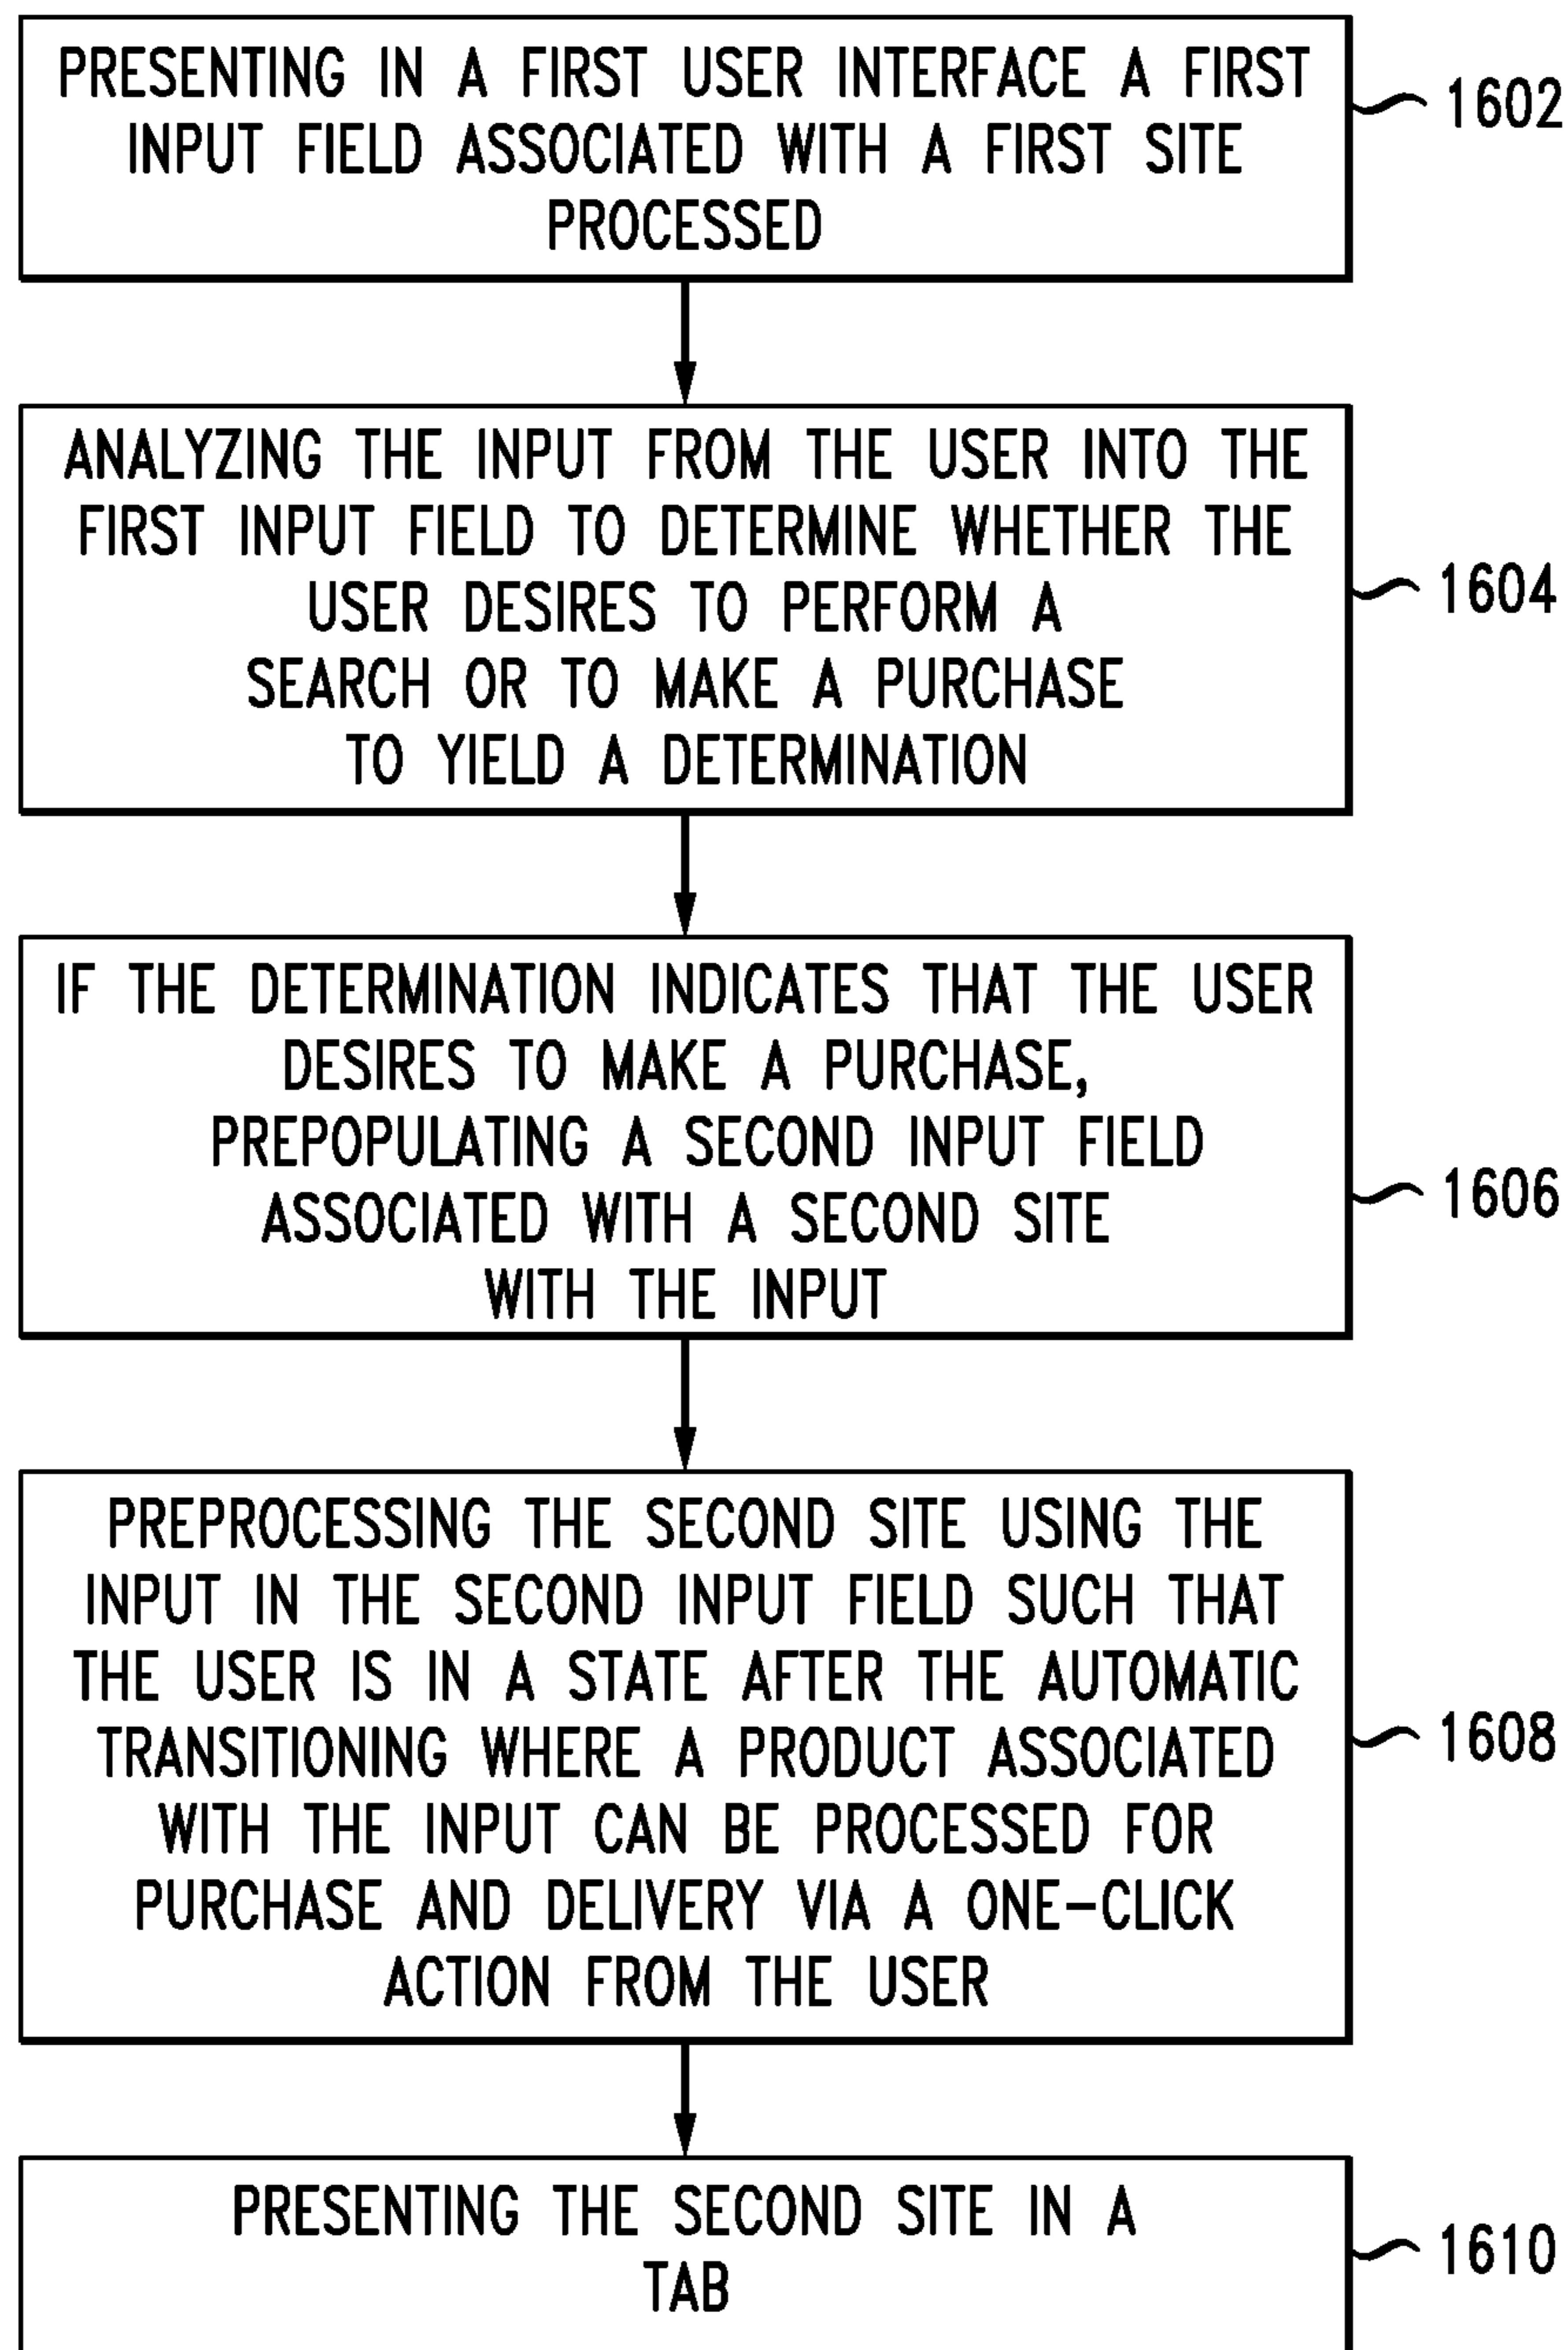 PRESENTING IN A FIRST USER INTERFACE A FIRST
INPUT FIELD ASSOCIATED WITH A FIRST SITE
PROCESSED
1602
ANALYZING THE INPUT FROM THE USER INTO THE
FIRST INPUT FIELD TO DETERMINE WHETHER THE
USER DESIRES TO PERFORM A
SEARCH OR TO MAKE A PURCHASE
TO YIELD A DETERMINATION
1604
IF THE DETERMINATION INDICATES THAT THE USER
DESIRES TO MAKE A PURCHASE,
PREPOPULATING A SECOND INPUT FIELD
ASSOCIATED WITH A SECOND SITE
WITH THE INPUT
1606
PREPROCESSING THE SECOND SITE USING THE
INPUT IN THE SECOND INPUT FIELD SUCH THAT
THE USER IS IN A STATE AFTER THE AUTOMATIC
TRANSITIONING WHERE A PRODUCT ASSOCIATED
WITH THE INPUT CAN BE PROCESSED FOR
PURCHASE AND DELIVERY VIA A ONE-CLICK
ACTION FROM THE USER
1608
PRESENTING THE SECOND SITE IN A
TAB
1610